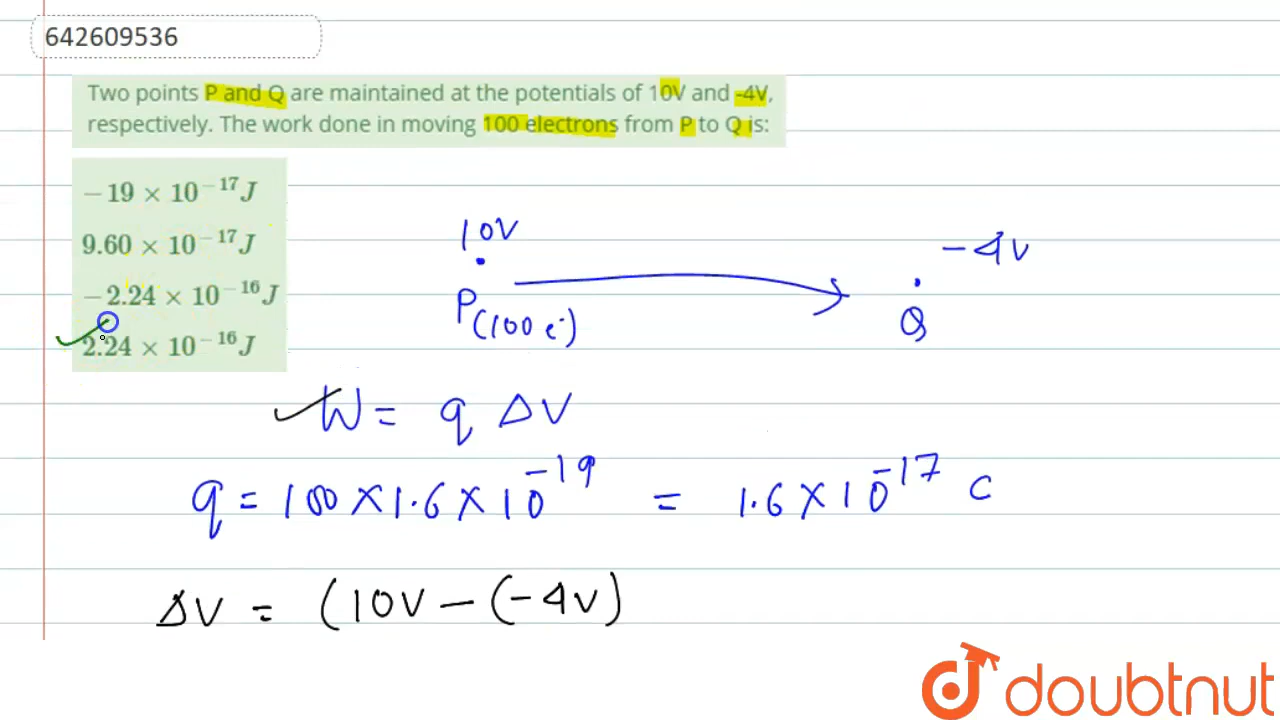 642609536
Two points P and Q are maintained at the potentials of 10V and -4V,
respectively. The work done in moving 100 electrons from P to Q is:
− 19 × 10⁻¹⁷ J
9.60 × 10⁻¹⁷ J
− 2.24 × 10⁻¹⁶ J
2.24 × 10⁻¹⁶ J
10V
-4V
P (100 e⁻)
Q
W = q ΔV
q = 100 × 1.6 × 10⁻¹⁹ = 1.6 × 10⁻¹⁷ C
ΔV = (10V - (-4V)
doubtnut